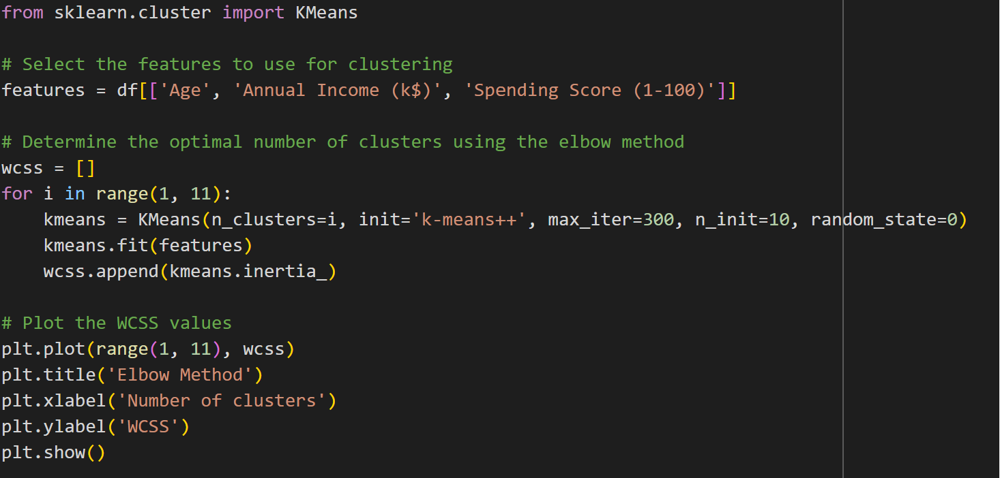 from sklearn.cluster import KMeans
# Select the features to use for clustering
features = df[['Age', 'Annual Income (k$)', 'Spending Score (1-100)']]
# Determine the optimal number of clusters using the elbow method
wcss = []
for i in range(1, 11):
    kmeans = KMeans(n_clusters=i, init='k-means++', max_iter=300, n_init=10, random_state=0)
    kmeans.fit(features)
    wcss.append(kmeans.inertia_)
# Plot the WCSS values
plt.plot(range(1, 11), wcss)
plt.title('Elbow Method')
plt.xlabel('Number of clusters')
plt.ylabel('WCSS')
plt.show()